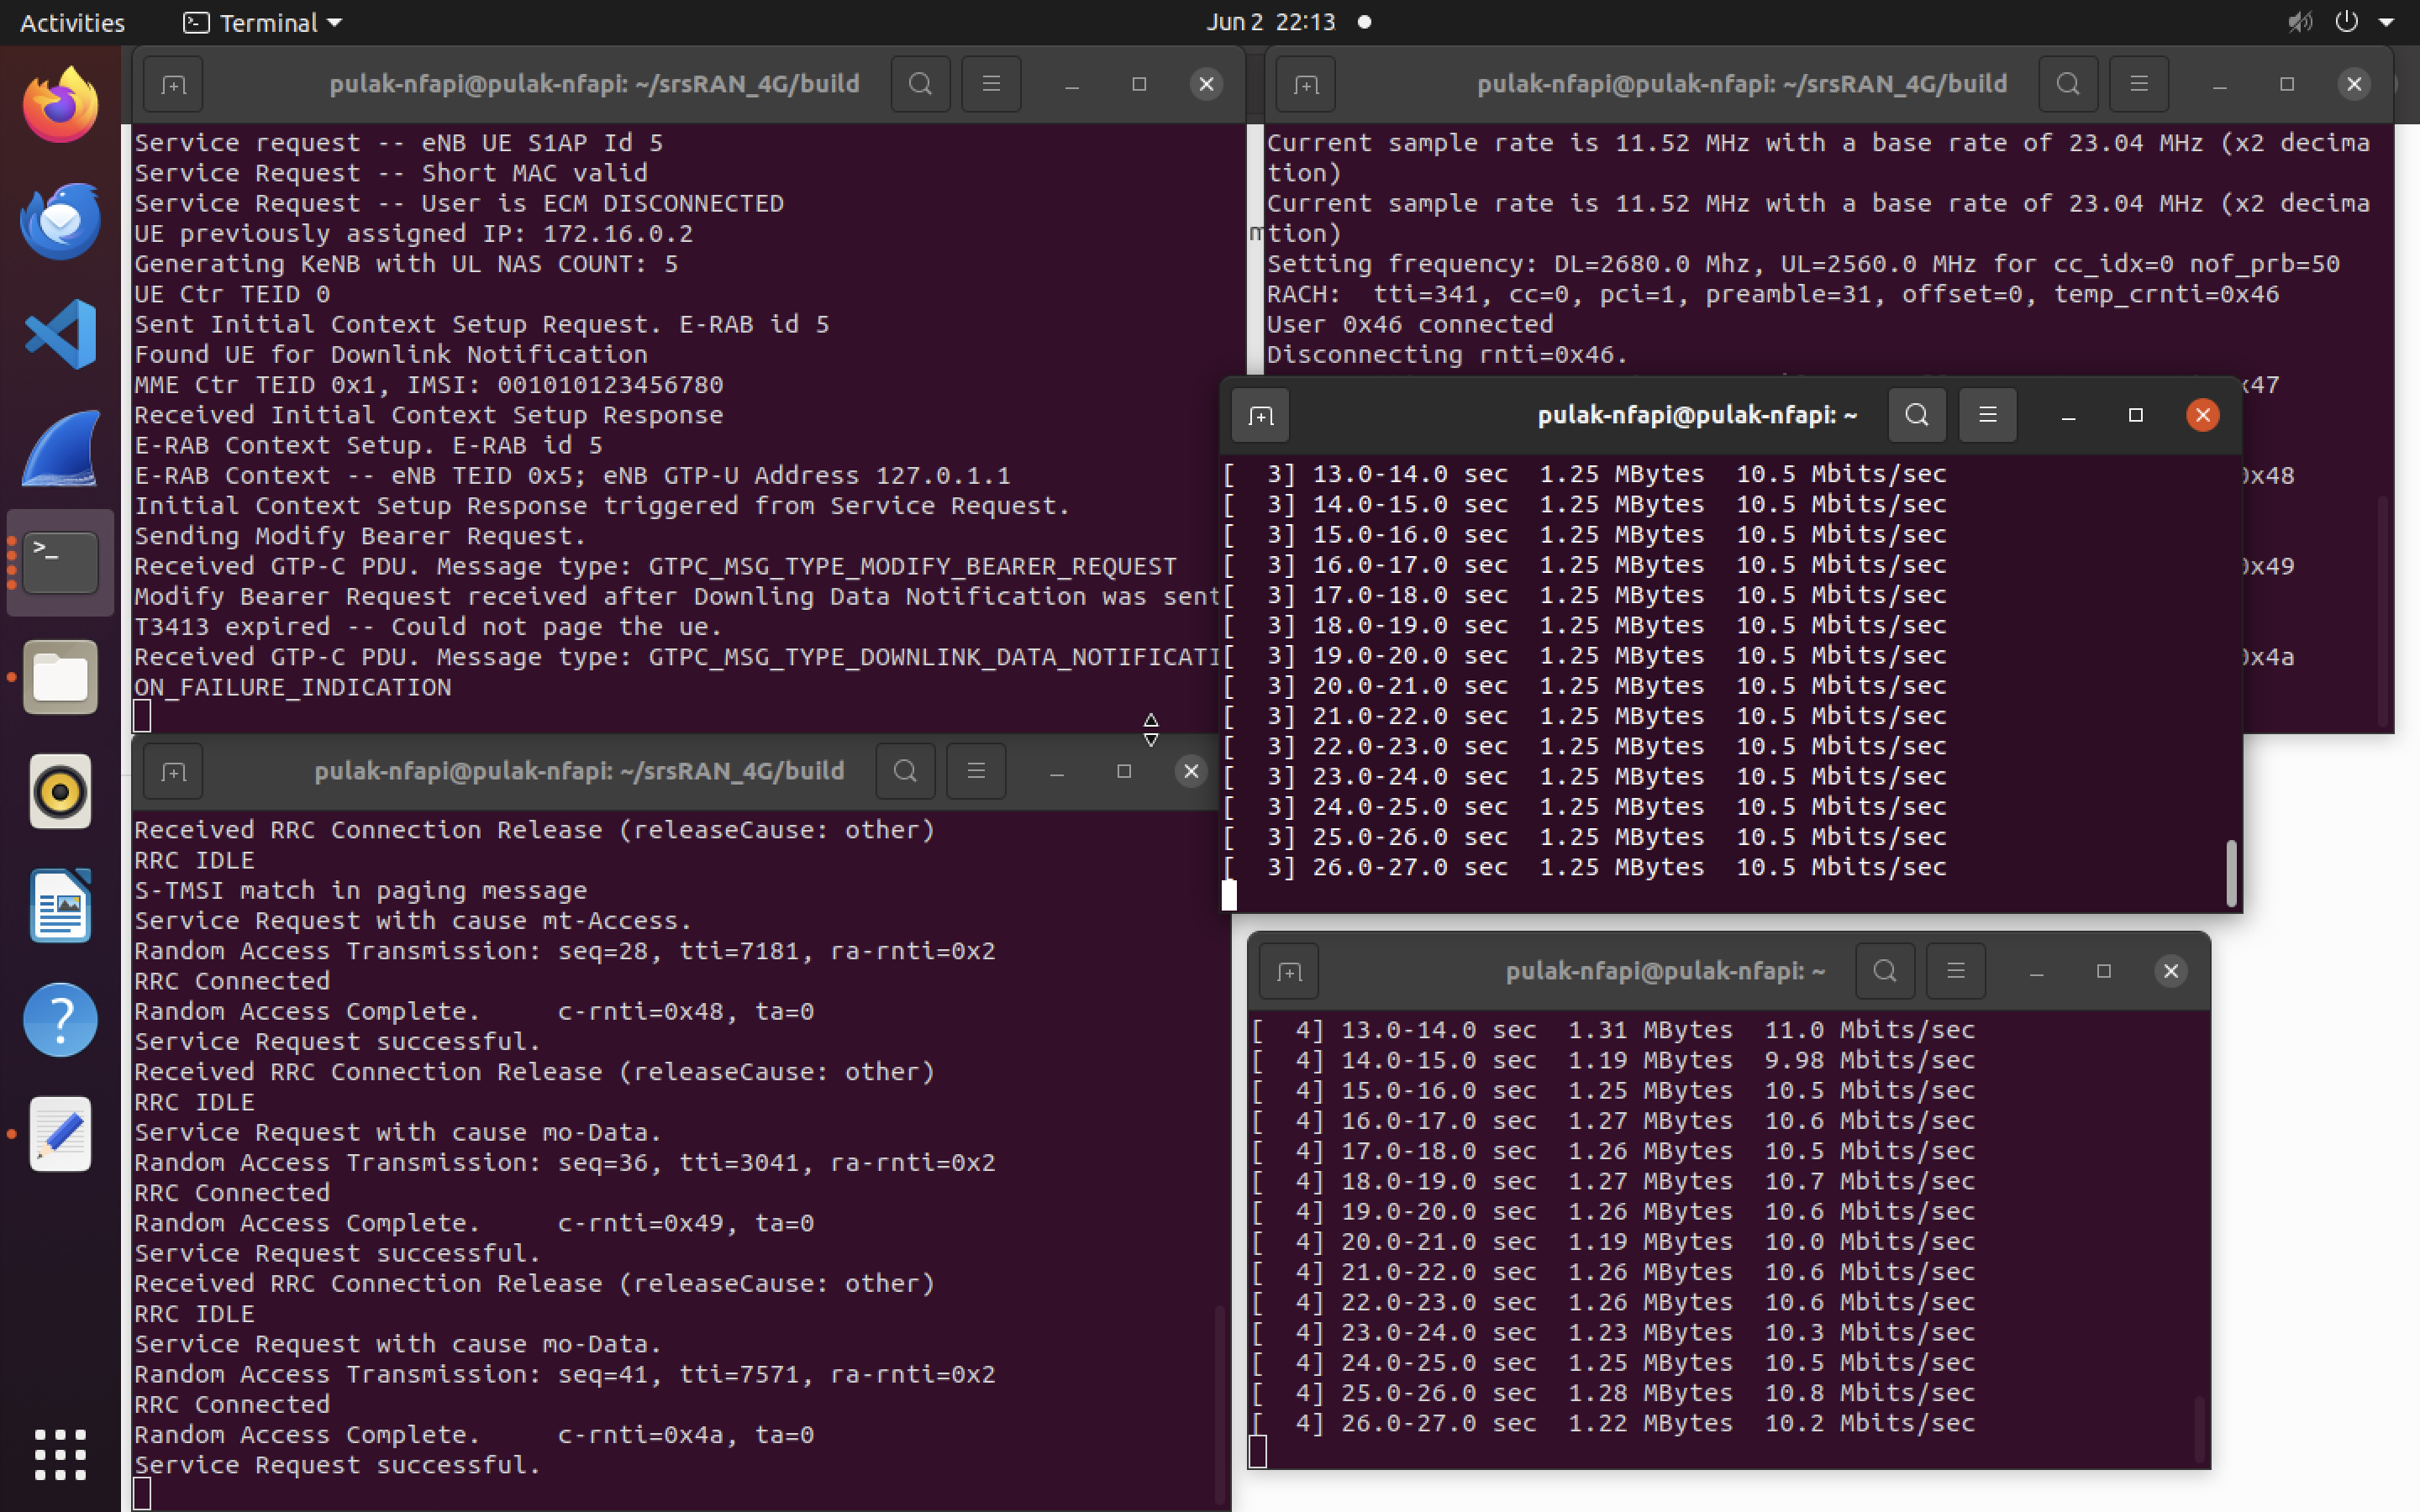 Activities
Terminal
Jun 2 22:13
pulak-nfapi@pulak-nfapi: ~/srsRAN_4G/build
Service request -- eNB UE S1AP Id 5
Service Request -- Short MAC valid
Service Request -- User is ECM DISCONNECTED
UE previously assigned IP: 172.16.0.2
Generating KeNB with UL NAS COUNT: 5
UE Ctr TEID 0
Sent Initial Context Setup Request. E-RAB id 5
Found UE for Downlink Notification
MME Ctr TEID 0x1, IMSI: 001010123456780
Received Initial Context Setup Response
E-RAB Context Setup. E-RAB id 5
E-RAB Context -- eNB TEID 0x5; eNB GTP-U Address 127.0.1.1
Initial Context Setup Response triggered from Service Request.
Sending Modify Bearer Request.
Received GTP-C PDU. Message type: GTPC_MSG_TYPE_MODIFY_BEARER_REQUEST
Modify Bearer Request received after Downling Data Notification was sent
T3413 expired -- Could not page the ue.
Received GTP-C PDU. Message type: GTPC_MSG_TYPE_DOWNLINK_DATA_NOTIFICATI
ON_FAILURE_INDICATION
pulak-nfapi@pulak-nfapi: ~/srsRAN_4G/build
Current sample rate is 11.52 MHz with a base rate of 23.04 MHz (x2 decima
tion)
Current sample rate is 11.52 MHz with a base rate of 23.04 MHz (x2 decima
tion)
Setting frequency: DL=2680.0 Mhz, UL=2560.0 MHz for cc_idx=0 nof_prb=50
RACH:  tti=341, cc=0, pci=1, preamble=31, offset=0, temp_crnti=0x46
User 0x46 connected
Disconnecting rnti=0x46.
x47
0x48
0x49
0x4a
pulak-nfapi@pulak-nfapi: ~
[  3] 13.0-14.0 sec  1.25 MBytes  10.5 Mbits/sec
[  3] 14.0-15.0 sec  1.25 MBytes  10.5 Mbits/sec
[  3] 15.0-16.0 sec  1.25 MBytes  10.5 Mbits/sec
[  3] 16.0-17.0 sec  1.25 MBytes  10.5 Mbits/sec
[  3] 17.0-18.0 sec  1.25 MBytes  10.5 Mbits/sec
[  3] 18.0-19.0 sec  1.25 MBytes  10.5 Mbits/sec
[  3] 19.0-20.0 sec  1.25 MBytes  10.5 Mbits/sec
[  3] 20.0-21.0 sec  1.25 MBytes  10.5 Mbits/sec
[  3] 21.0-22.0 sec  1.25 MBytes  10.5 Mbits/sec
[  3] 22.0-23.0 sec  1.25 MBytes  10.5 Mbits/sec
[  3] 23.0-24.0 sec  1.25 MBytes  10.5 Mbits/sec
[  3] 24.0-25.0 sec  1.25 MBytes  10.5 Mbits/sec
[  3] 25.0-26.0 sec  1.25 MBytes  10.5 Mbits/sec
[  3] 26.0-27.0 sec  1.25 MBytes  10.5 Mbits/sec
pulak-nfapi@pulak-nfapi: ~/srsRAN_4G/build
Received RRC Connection Release (releaseCause: other)
RRC IDLE
S-TMSI match in paging message
Service Request with cause mt-Access.
Random Access Transmission: seq=28, tti=7181, ra-rnti=0x2
RRC Connected
Random Access Complete.     c-rnti=0x48, ta=0
Service Request successful.
Received RRC Connection Release (releaseCause: other)
RRC IDLE
Service Request with cause mo-Data.
Random Access Transmission: seq=36, tti=3041, ra-rnti=0x2
RRC Connected
Random Access Complete.     c-rnti=0x49, ta=0
Service Request successful.
Received RRC Connection Release (releaseCause: other)
RRC IDLE
Service Request with cause mo-Data.
Random Access Transmission: seq=41, tti=7571, ra-rnti=0x2
RRC Connected
Random Access Complete.     c-rnti=0x4a, ta=0
Service Request successful.
pulak-nfapi@pulak-nfapi: ~
[  4] 13.0-14.0 sec  1.31 MBytes  11.0 Mbits/sec
[  4] 14.0-15.0 sec  1.19 MBytes  9.98 Mbits/sec
[  4] 15.0-16.0 sec  1.25 MBytes  10.5 Mbits/sec
[  4] 16.0-17.0 sec  1.27 MBytes  10.6 Mbits/sec
[  4] 17.0-18.0 sec  1.26 MBytes  10.5 Mbits/sec
[  4] 18.0-19.0 sec  1.27 MBytes  10.7 Mbits/sec
[  4] 19.0-20.0 sec  1.26 MBytes  10.6 Mbits/sec
[  4] 20.0-21.0 sec  1.19 MBytes  10.0 Mbits/sec
[  4] 21.0-22.0 sec  1.26 MBytes  10.6 Mbits/sec
[  4] 22.0-23.0 sec  1.26 MBytes  10.6 Mbits/sec
[  4] 23.0-24.0 sec  1.23 MBytes  10.3 Mbits/sec
[  4] 24.0-25.0 sec  1.25 MBytes  10.5 Mbits/sec
[  4] 25.0-26.0 sec  1.28 MBytes  10.8 Mbits/sec
[  4] 26.0-27.0 sec  1.22 MBytes  10.2 Mbits/sec